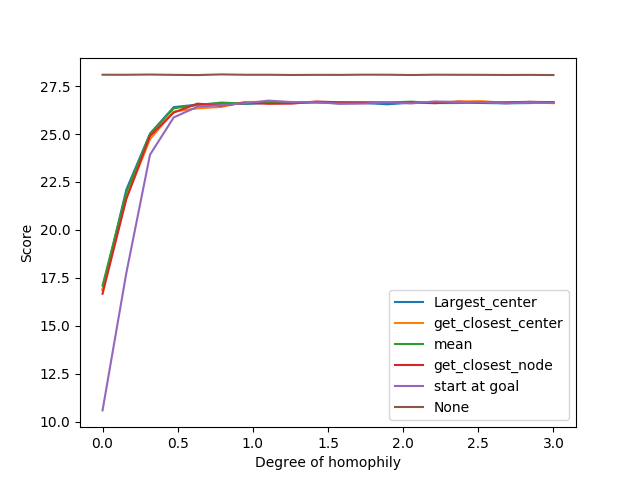 27.5
25.0
22.5
20.0
17.5
15.0
12.5
10.0
Score
0.0 0.5 1.0 1.5 2.0 2.5 3.0
Degree of homophily
Largest_center
get_closest_center
mean
get_closest_node
start at goal
None